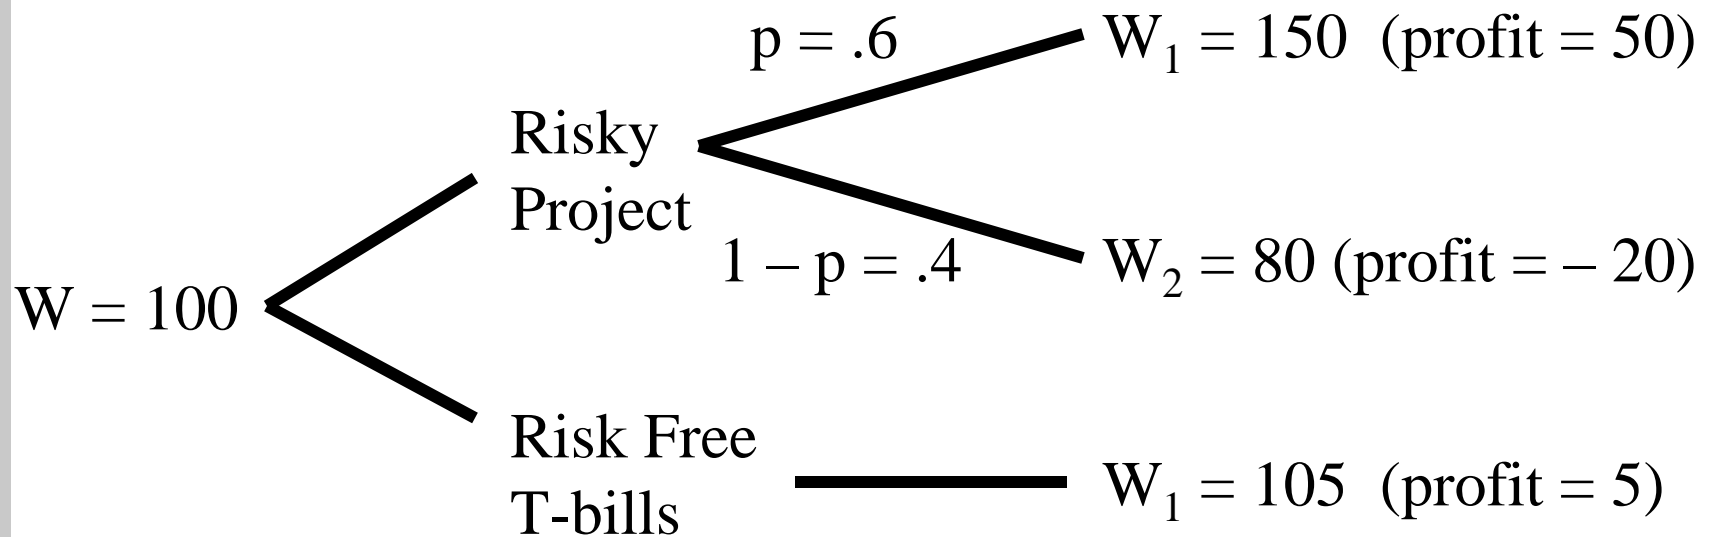 p = .6
W₁ = 150 (profit = 50)
Risky
Project
1 – p = .4
W₂ = 80 (profit = – 20)
W = 100
Risk Free
T-bills
W₁ = 105 (profit = 5)